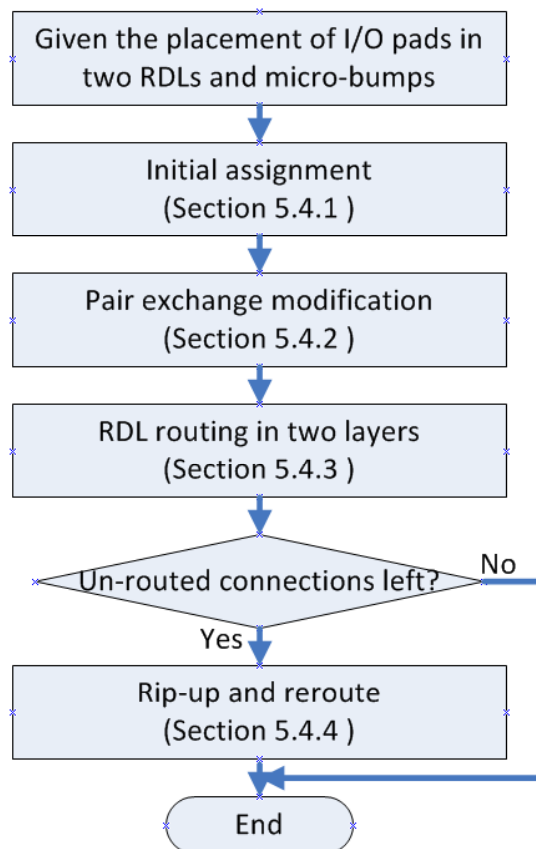 Given the placement of I/O pads in
two RDLs and micro-bumps
Initial assignment
(Section 5.4.1 )
Pair exchange modification
(Section 5.4.2 )
RDL routing in two layers
(Section 5.4.3 )
Un-routed connections left?
No
Yes
Rip-up and reroute
(Section 5.4.4 )
End